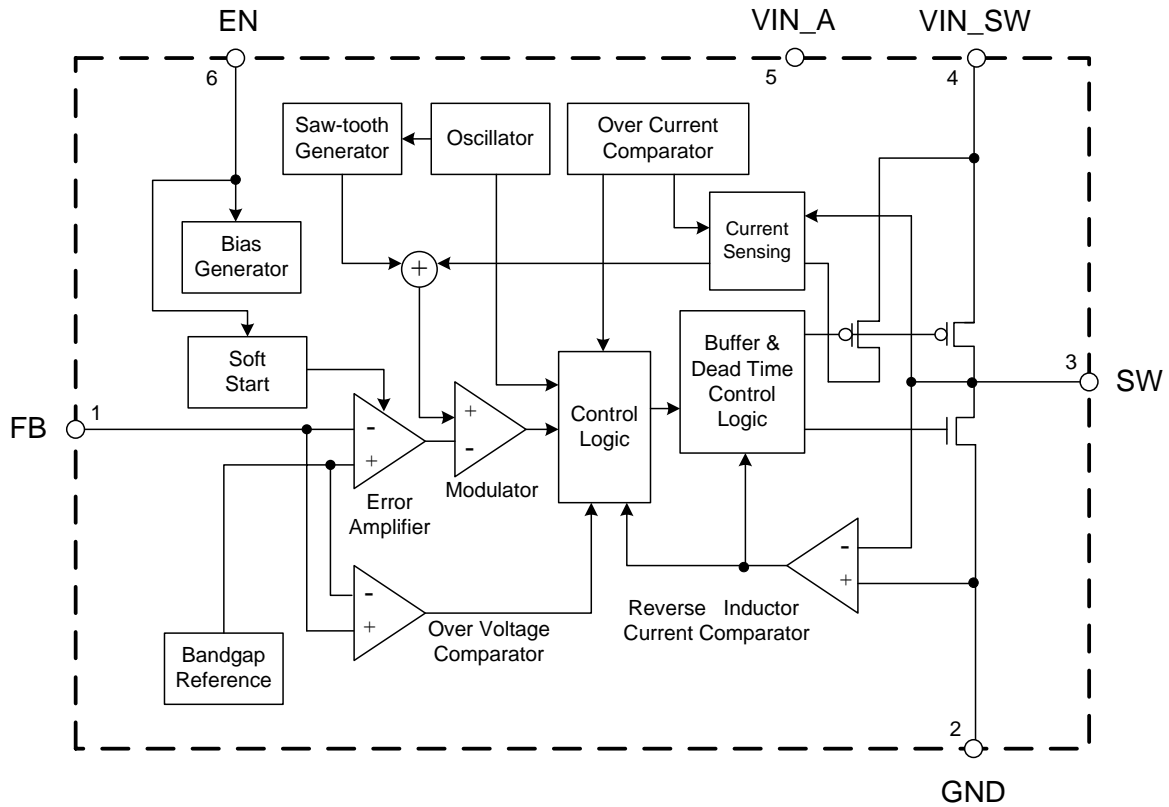 EN
VIN_A
VIN_SW
6
5
4
Saw-tooth
Generator
Oscillator
Over Current
Comparator
Bias
Generator
+
Current
Sensing
Soft
Start
Buffer &
Dead Time
Control
Logic
3
SW
FB
1
-
+
Error
Amplifier
+
-
Modulator
Control
Logic
-
+
Reverse Inductor
Current Comparator
-
+
Over Voltage
Comparator
Bandgap
Reference
2
GND